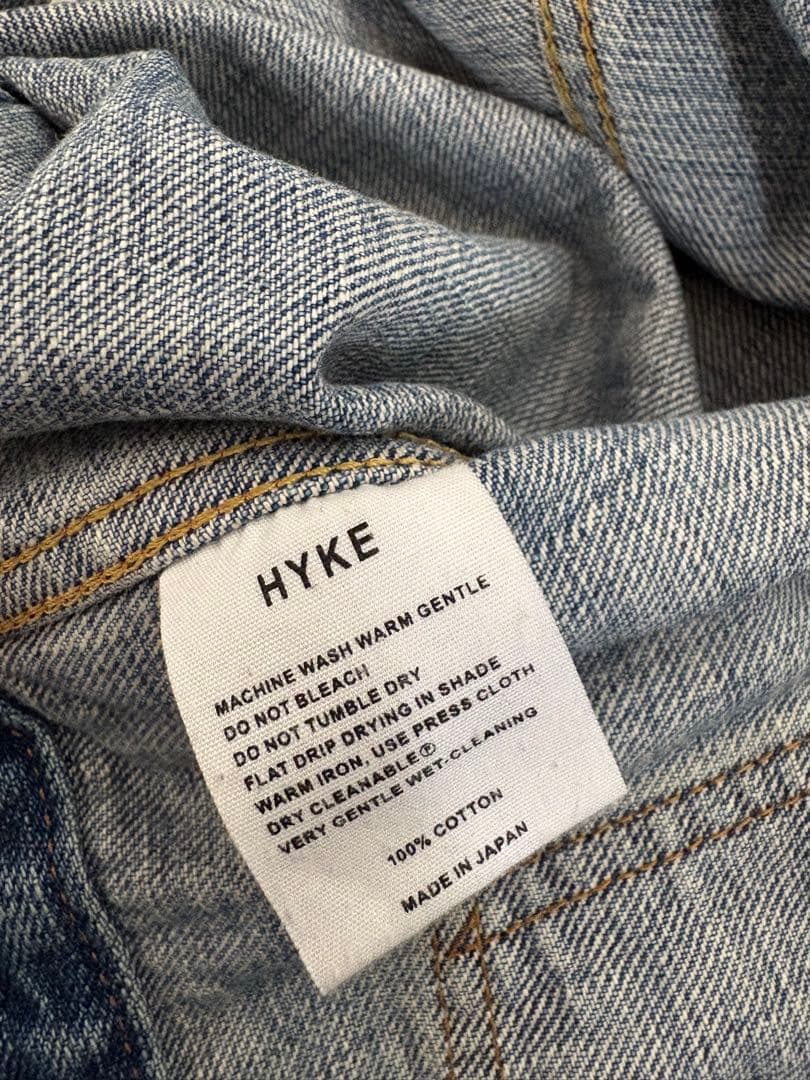 HYKE
MACHINE WASH WARM GENTLE
DO NOT BLEACH
DO NOT TUMBLE DRY
FLAT DRIP DRYING IN SHADE
WARM IRON, USE PRESS CLOTH
DRY CLEANABLEⓅ
VERY GENTLE WET-CLEANING
100% COTTON
MADE IN JAPAN